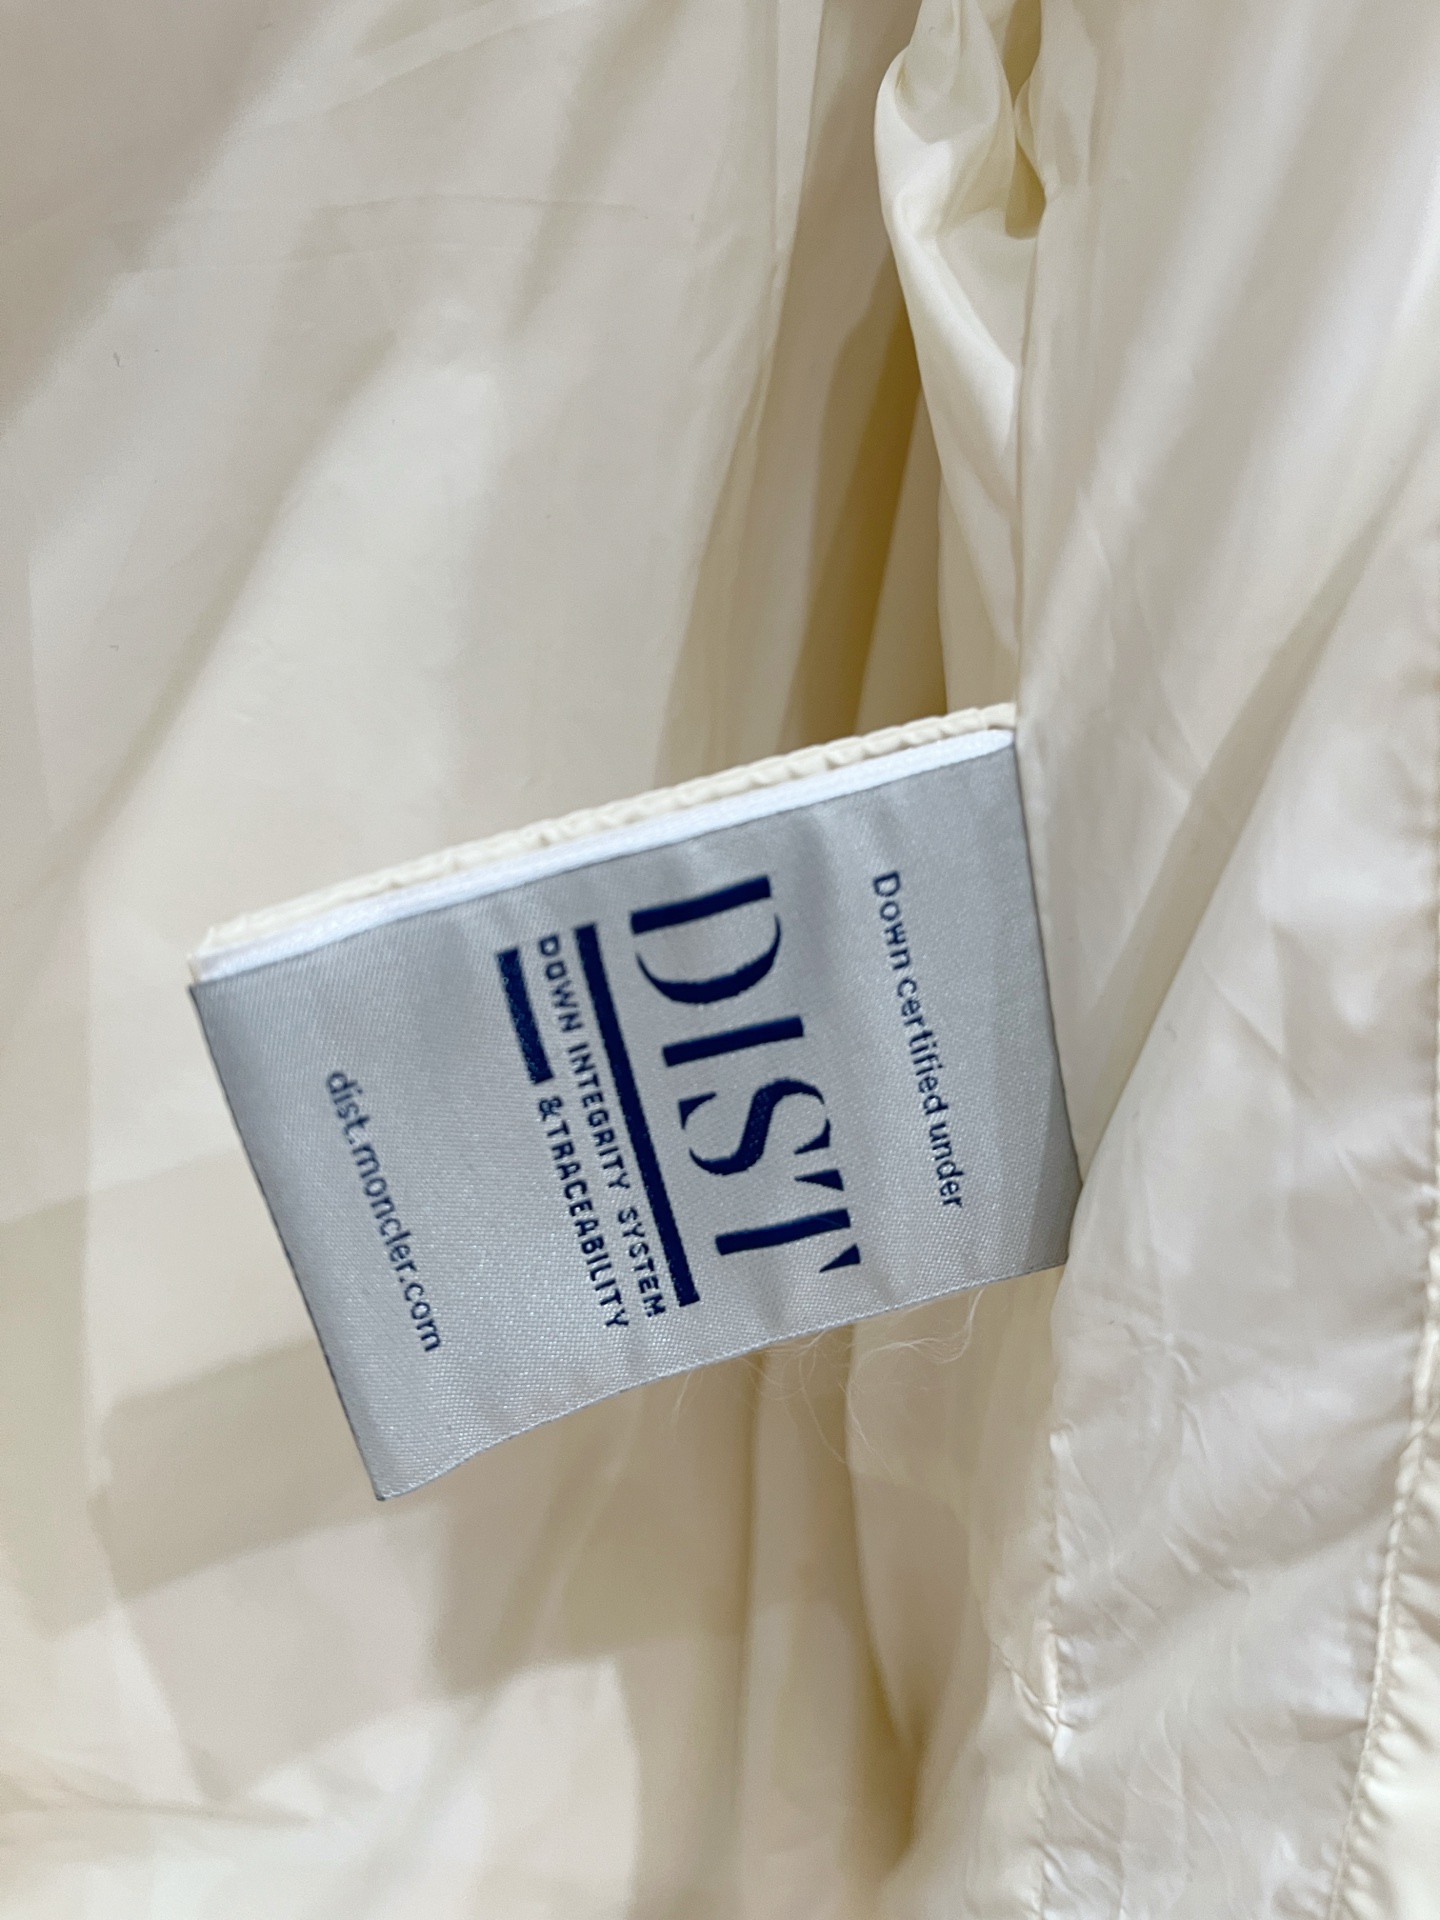 Down certified under
DIST
DOWN INTEGRITY SYSTEM
& TRACEABILITY
dist.moncler.com